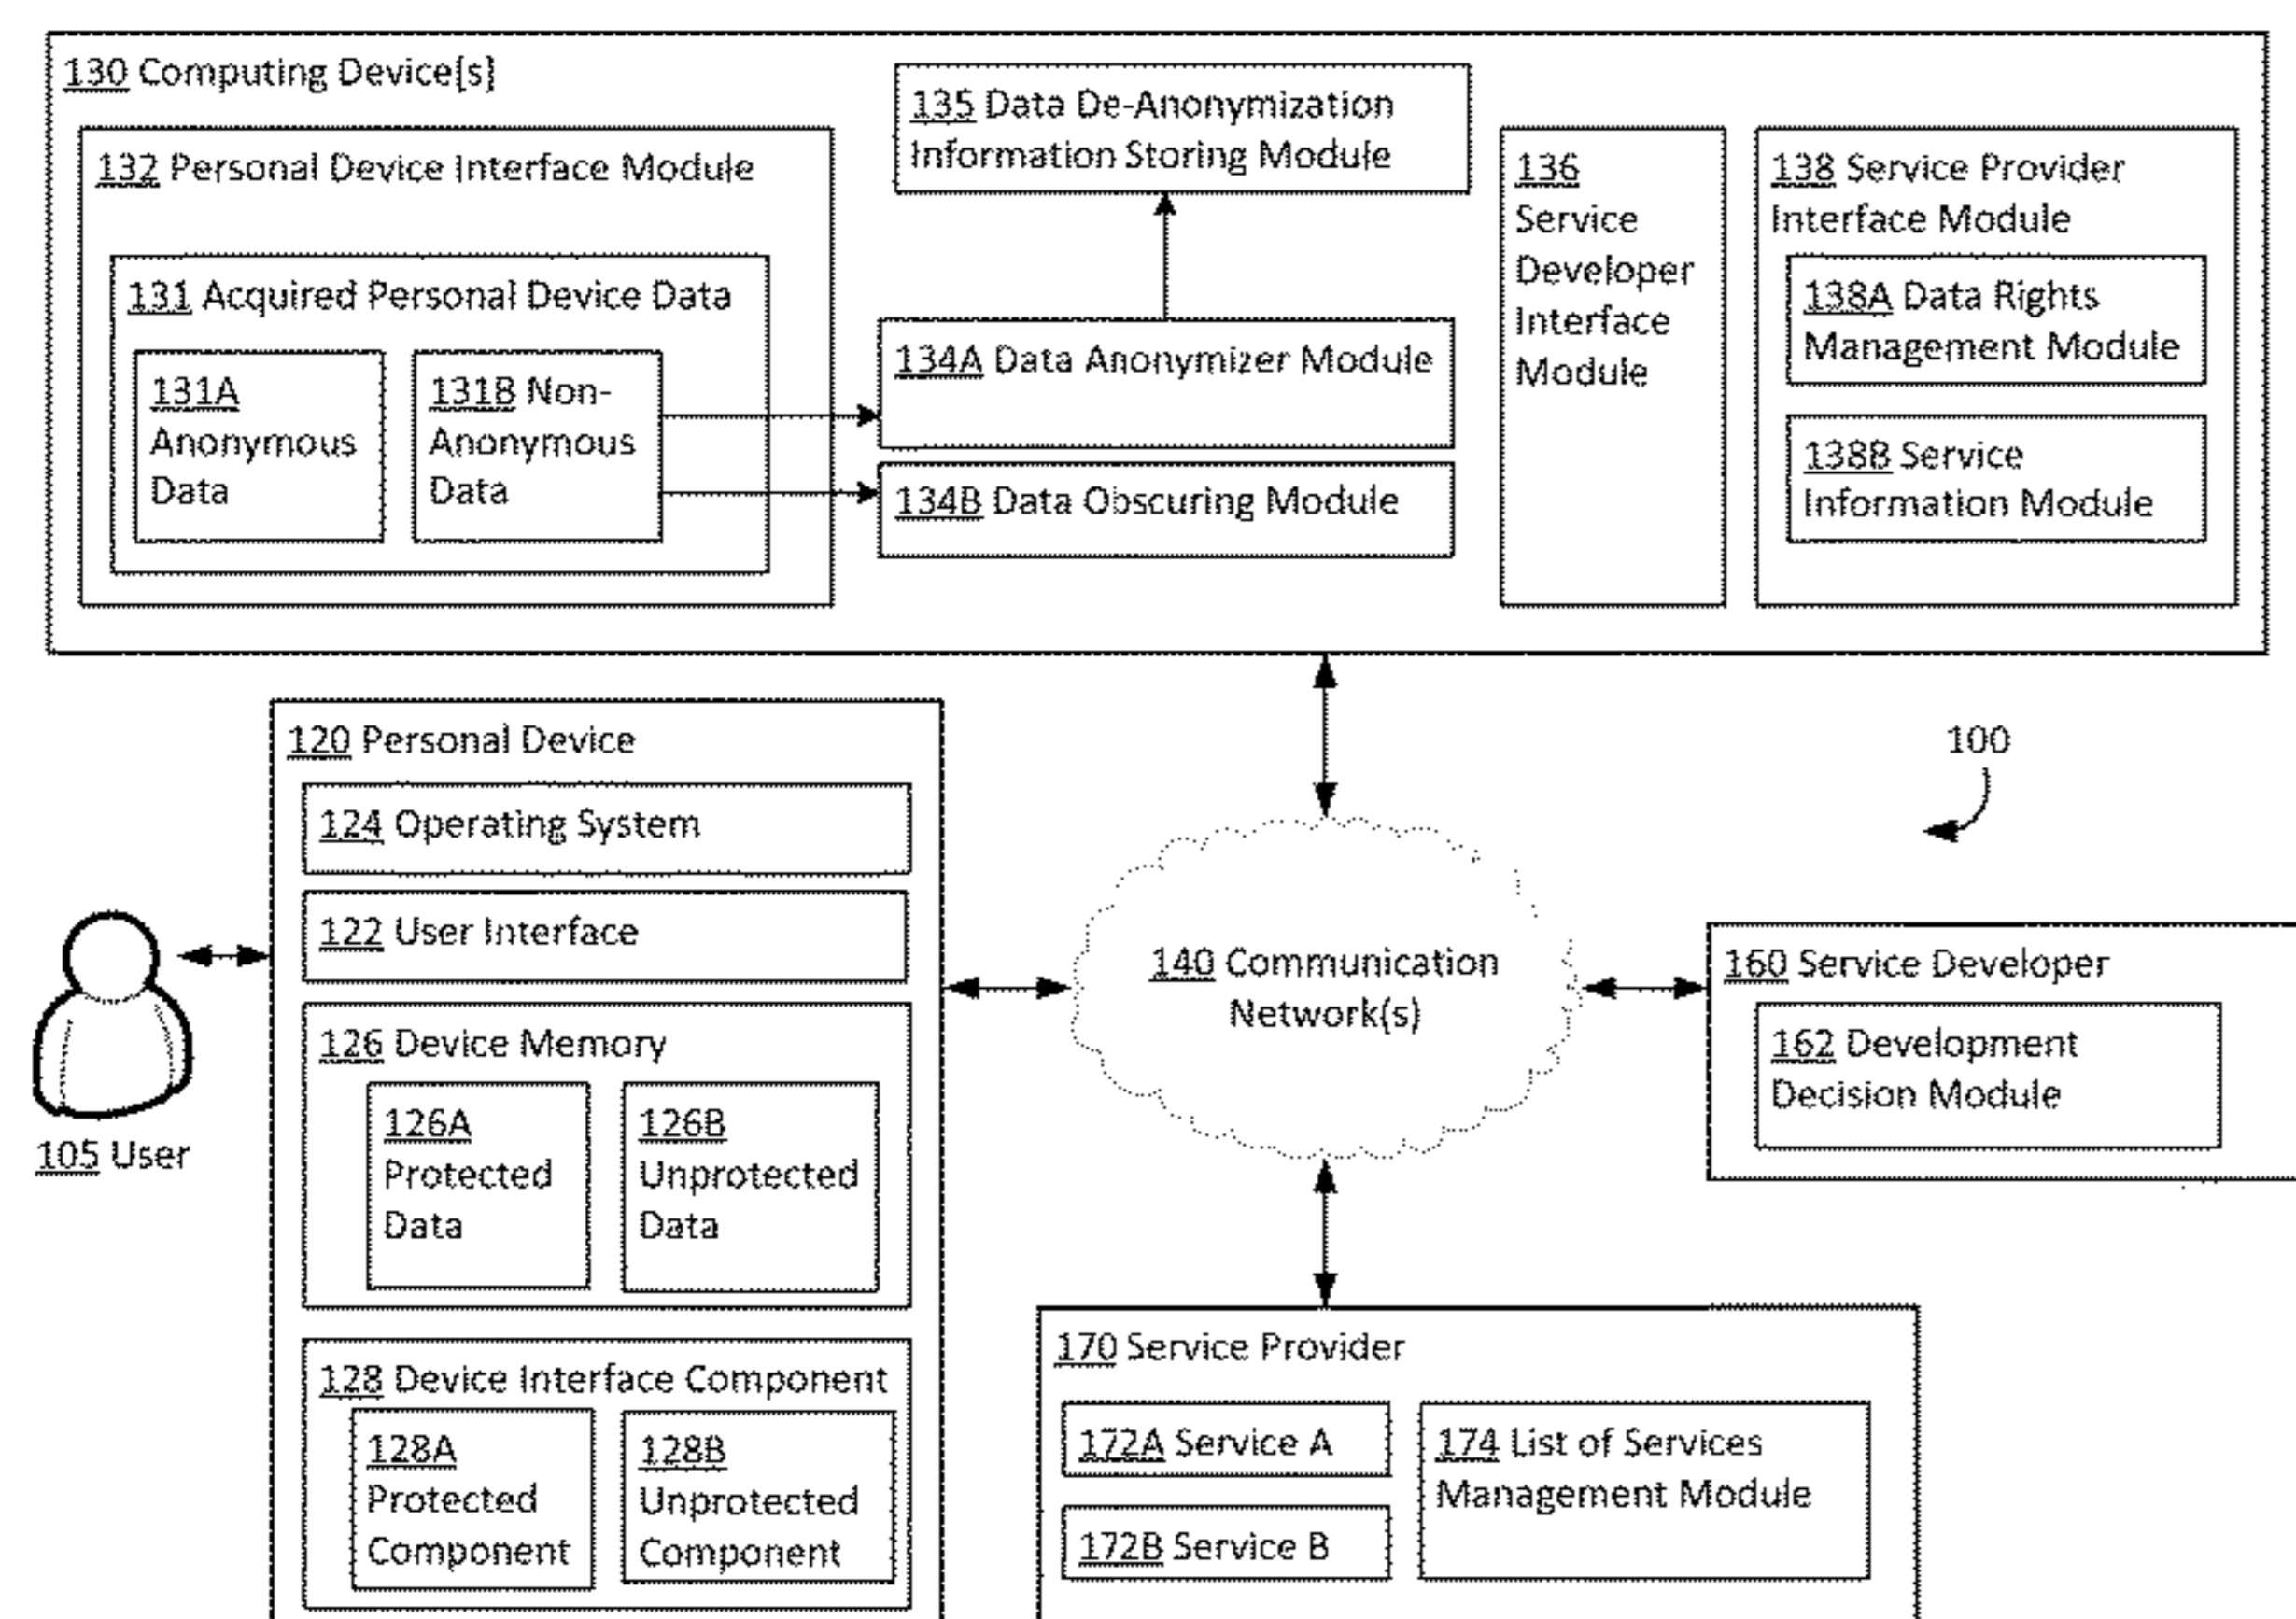 130 Computing Device(s)
132 Personal Device Interface Module
131 Acquired Personal Device Data
131A
Anonymous
Data
131B Non-
Anonymous
Data
135 Data De-Anonymization
Information Storing Module
134A Data Anonymizer Module
134B Data Obscuring Module
136
Service
Developer
Interface
Module
138 Service Provider
Interface Module
138A Data Rights
Management Module
138B Service
Information Module
100
105 User
120 Personal Device
124 Operating System
122 User Interface
126 Device Memory
126A
Protected
Data
126B
Unprotected
Data
128 Device Interface Component
128A
Protected
Component
128B
Unprotected
Component
140 Communication
Network(s)
160 Service Developer
162 Development
Decision Module
170 Service Provider
172A Service A
172B Service B
174 List of Services
Management Module